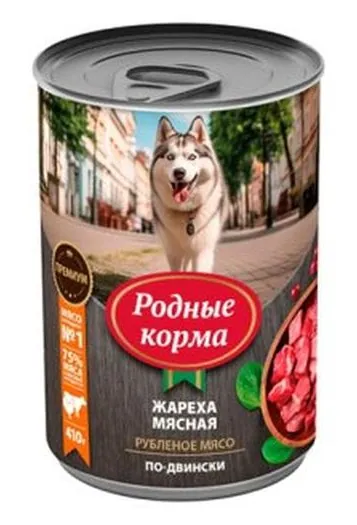 ПРЕМИУМ
МЯСО
№1
75%
МЯСА
410г
Родные
корма
ЖАРЕХА
МЯСНАЯ
РУБЛЕНОЕ МЯСО
ПО-ДВИНСКИ